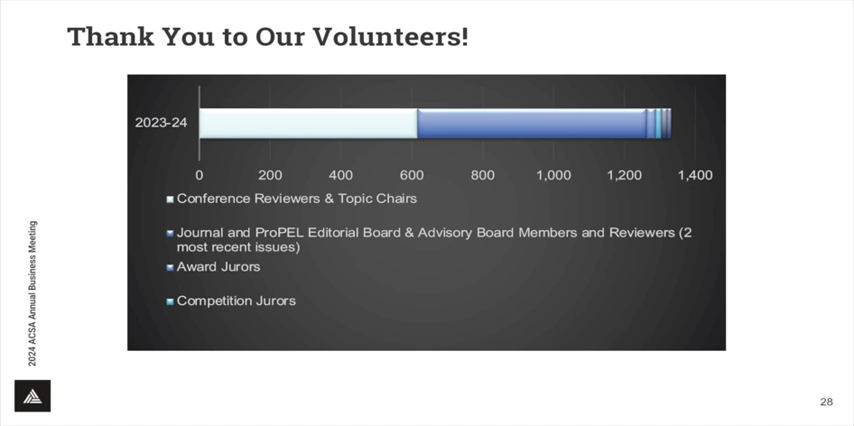 Thank You to Our Volunteers!
2023-24
0 200 400 600 800 1,000 1,200 1,400
Conference Reviewers & Topic Chairs
Journal and ProPEL Editorial Board & Advisory Board Members and Reviewers (2
most recent issues)
Award Jurors
Competition Jurors
2024 ACSA Annual Business Meeting
28